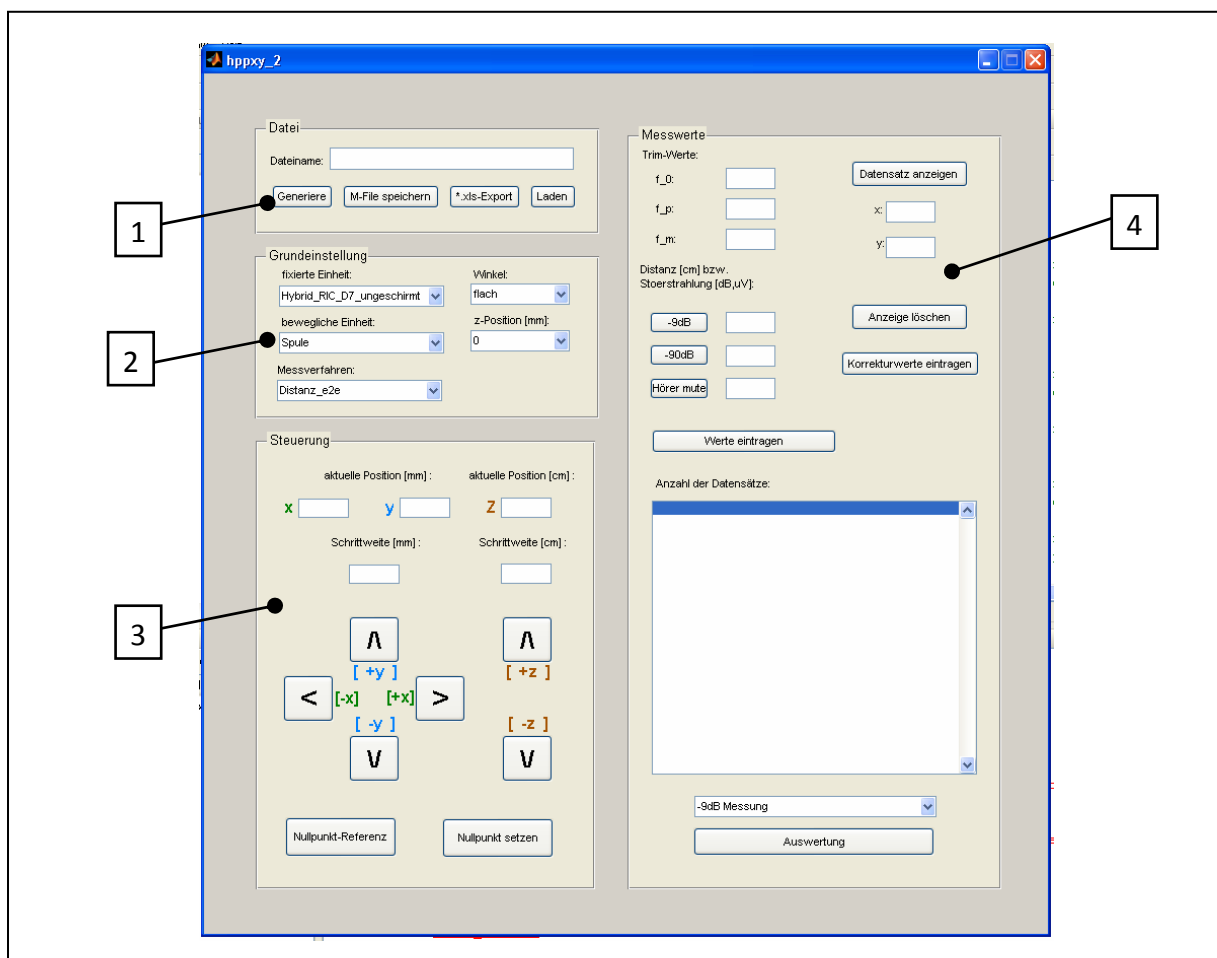 hppxy_2
Datei
Dateiname:
Generiere M-File speichern *.xls-Export Laden
1
Grundeinstellung
fixierte Einheit: Winkel:
Hybrid_RIC_D7_ungeschirmt flach
bewegliche Einheit: z-Position [mm]:
Spule 0
Messverfahren:
Distanz_e2e
2
Steuerung
aktuelle Position [mm] : aktuelle Position [cm] :
x y Z
Schrittweite [mm] : Schrittweite [cm] :
3
/\ /\
[ +y ] [ +z ]
< [-x] [+x] >
[ -y ] [ -z ]
\/ \/
Nullpunkt-Referenz Nullpunkt setzen
Messwerte
Trim-Werte:
f_0: Datensatz anzeigen
f_p: x:
f_m: y:
4
Distanz [cm] bzw.
Stoerstrahlung [dB,uV]:
-9dB Anzeige löschen
-90dB Korrekturwerte eintragen
Hörer mute
Werte eintragen
Anzahl der Datensätze:
-9dB Messung
Auswertung